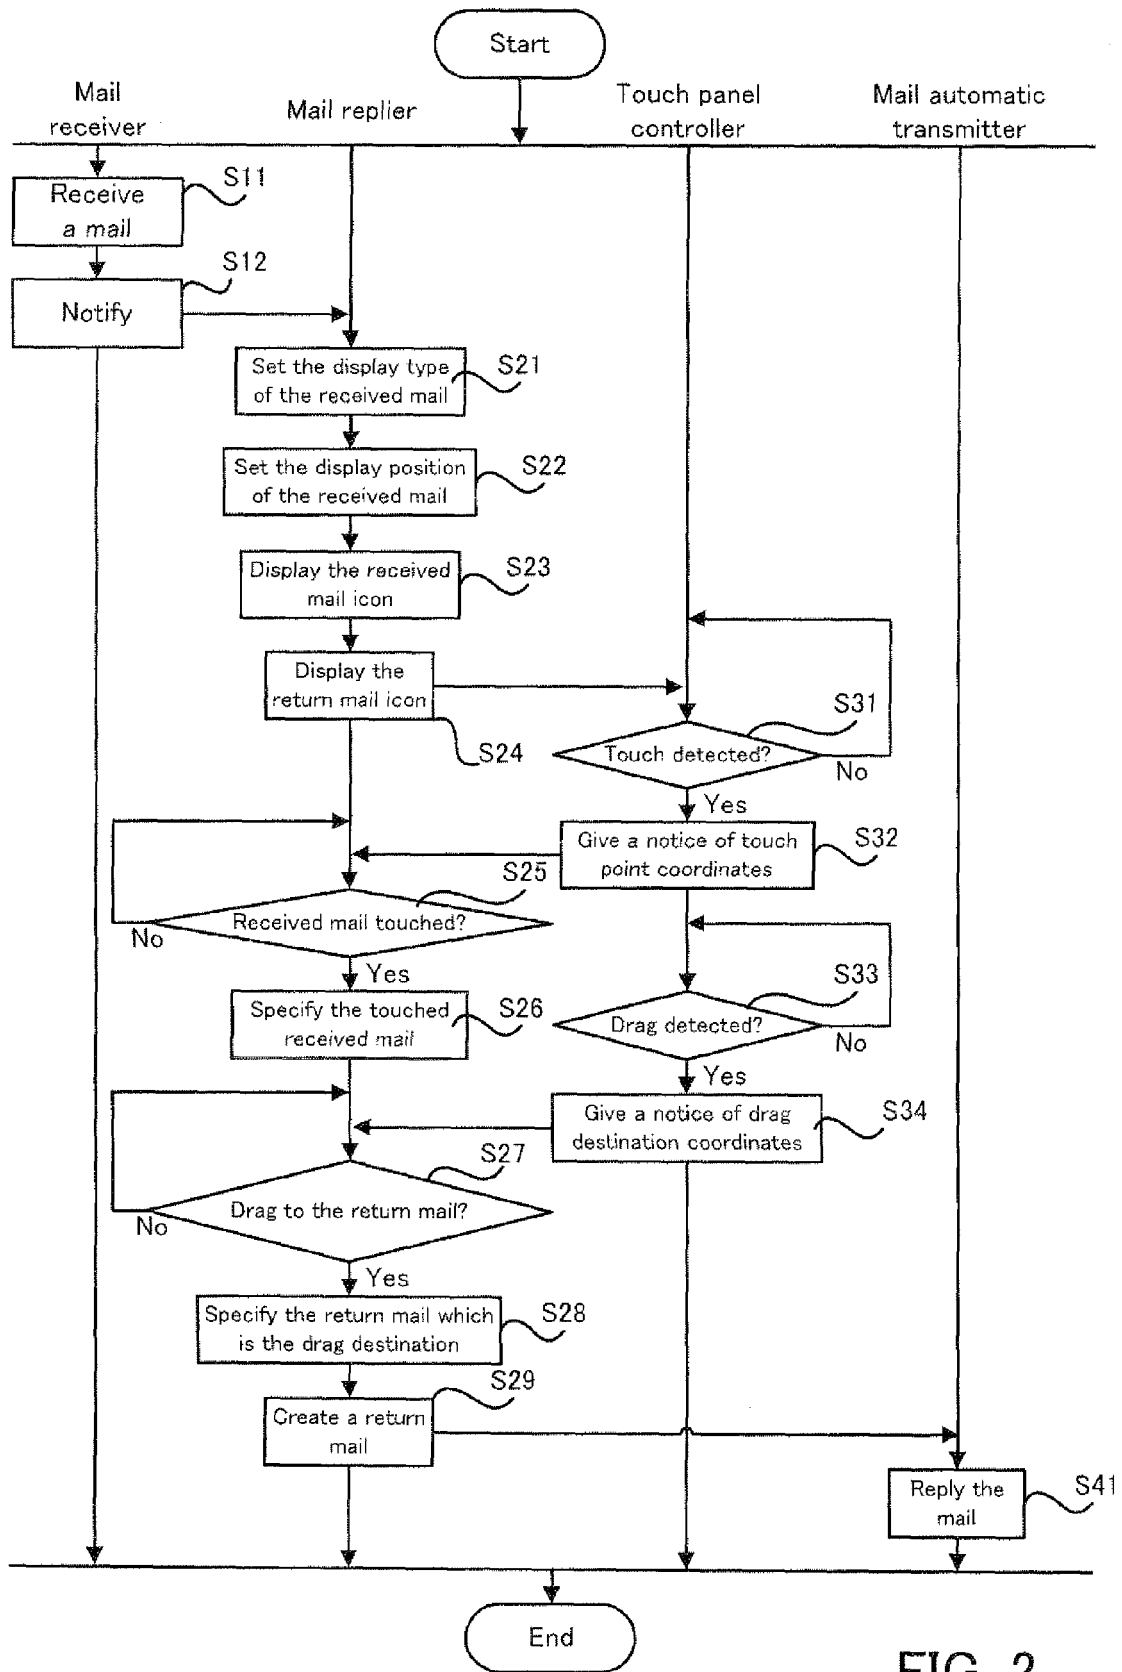 Start
Mail
receiver
Mail replier
Touch panel
controller
Mail automatic
transmitter
S11
Receive
a mail
S12
Notify
Set the display type
of the received mail
S21
Set the display position
of the received mail
S22
Display the received
mail icon
S23
Display the
return mail icon
S24
S31
Touch detected?
No
Yes
Give a notice of touch
point coordinates
S32
S25
Received mail touched?
No
Yes
Specify the touched
received mail
S26
S33
Drag detected?
No
Yes
Give a notice of drag
destination coordinates
S34
S27
Drag to the return mail?
No
Yes
Specify the return mail which
is the drag destination
S28
S29
Create a return
mail
Reply the
mail
S41
End
FIG. 2